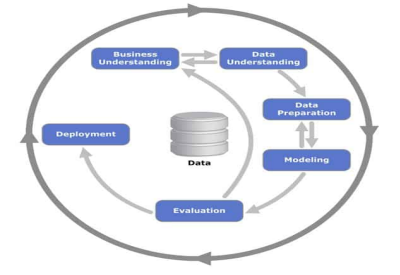 Business
Understanding
Data
Understanding
Data
Preparation
Modeling
Evaluation
Deployment
Data